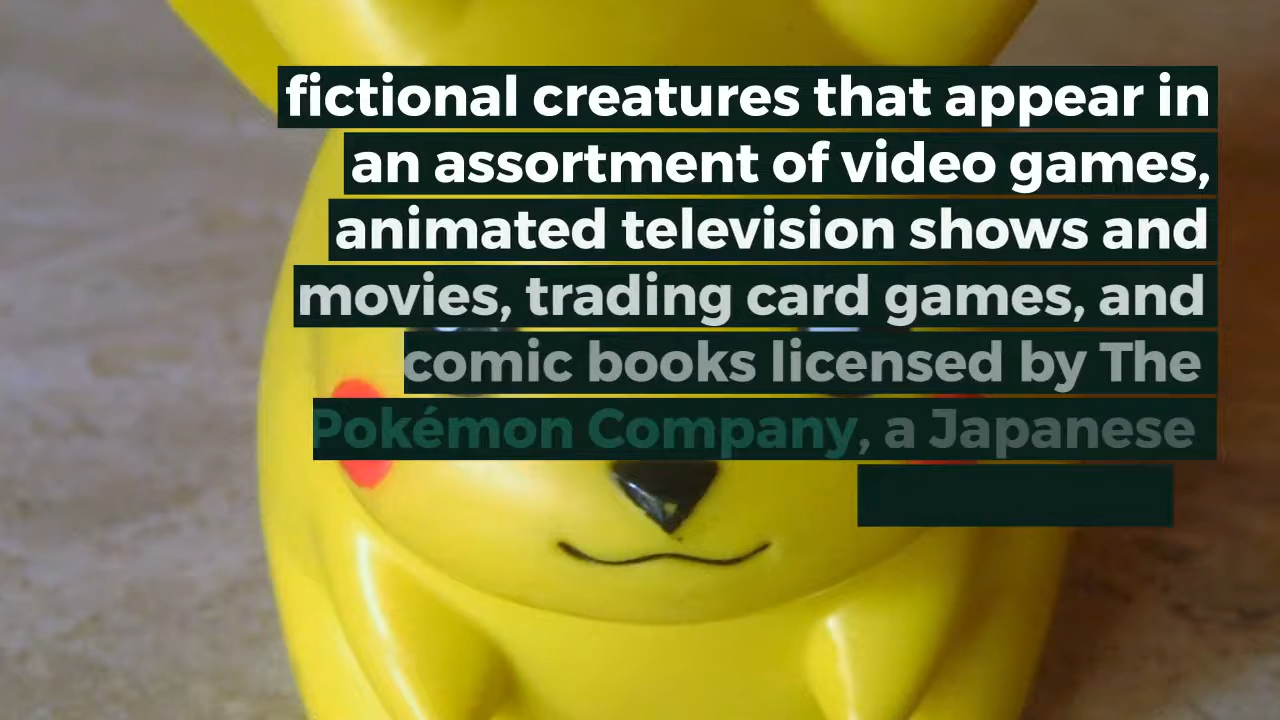 fictional creatures that appear in
an assortment of video games,
animated television shows and
movies, trading card games, and
comic books licensed by The
Pokémon Company, a Japanese